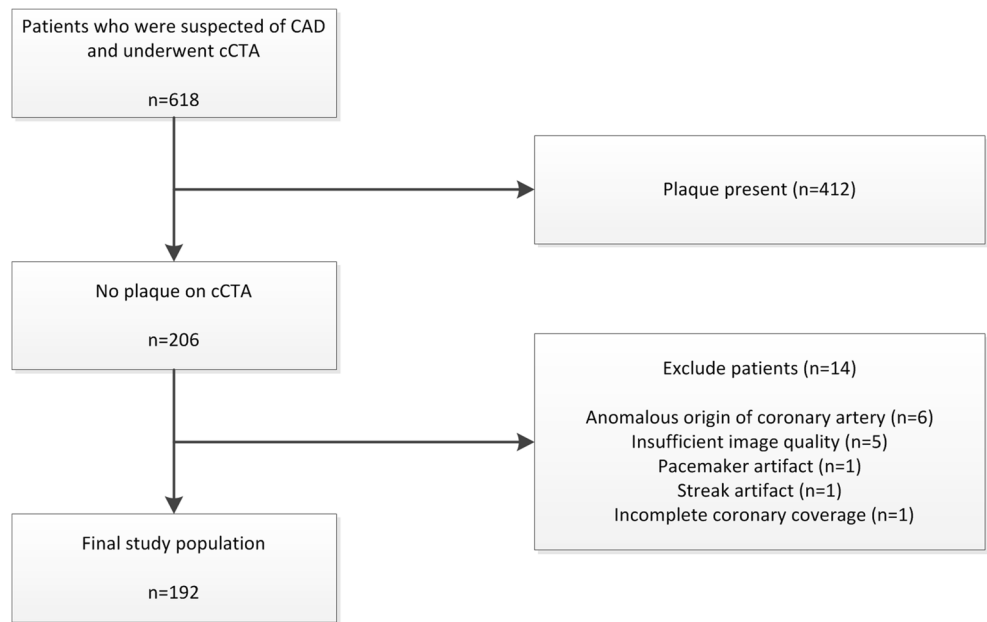 Patients who were suspected of CAD
and underwent cCTA
n=618
Plaque present (n=412)
No plaque on cCTA
n=206
Exclude patients (n=14)
Anomalous origin of coronary artery (n=6)
Insufficient image quality (n=5)
Pacemaker artifact (n=1)
Streak artifact (n=1)
Incomplete coronary coverage (n=1)
Final study population
n=192